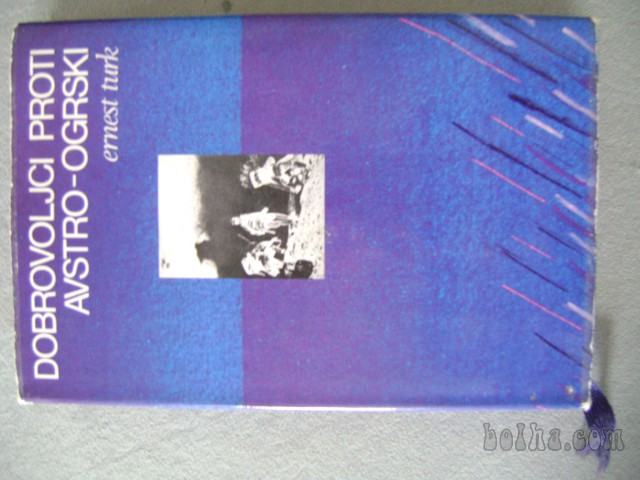 DOBROVOLJCI PROTI
AVSTRO-OGRSKI
ernest turk
bolha.com